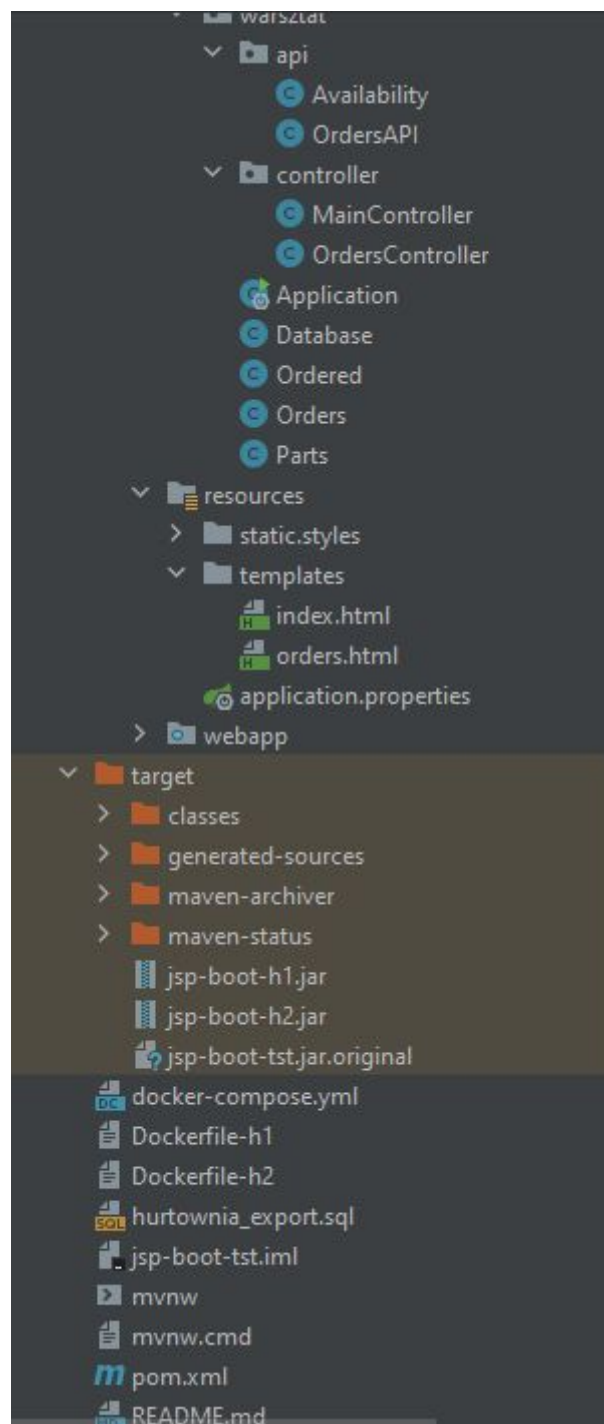 warsztat
api
Availability
OrdersAPI
controller
MainController
OrdersController
Application
Database
Ordered
Orders
Parts
resources
static.styles
templates
index.html
orders.html
application.properties
webapp
target
classes
generated-sources
maven-archiver
maven-status
jsp-boot-h1.jar
jsp-boot-h2.jar
jsp-boot-tst.jar.original
docker-compose.yml
Dockerfile-h1
Dockerfile-h2
hurtownia_export.sql
jsp-boot-tst.iml
mvnw
mvnw.cmd
pom.xml
README.md